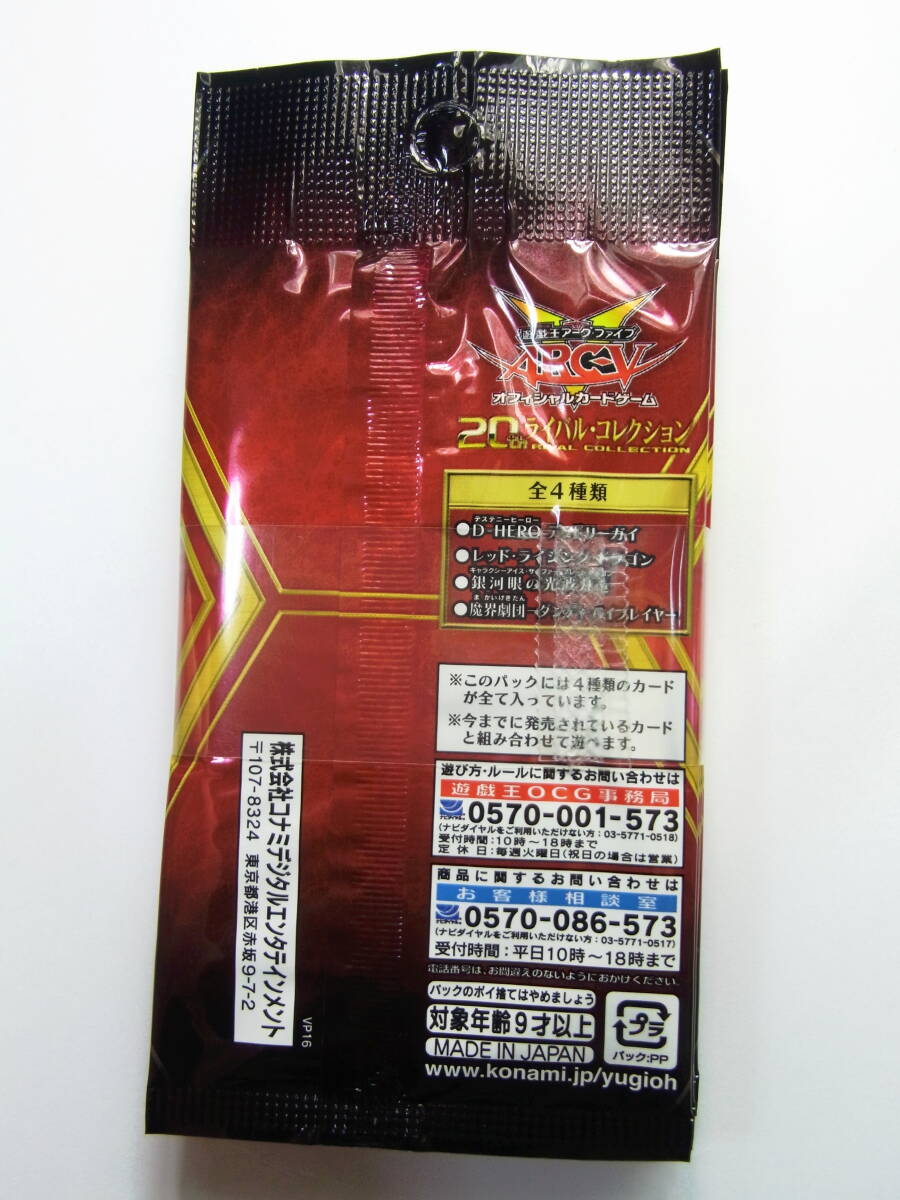 遊戯王アーク・ファイブ
ARC-V
オフィシャルカードゲーム
20th ライバル・コレクション
RIVAL COLLECTION
全4種類
デステニーヒーロー
●D-HERO リーガイ
●レッド・ライジング・ドラゴン
●銀河眼の光波刃竜
まかいげきだん
●魔界劇団 プレイヤー
※このパックには4種類のカード
が全て入っています。
※今までに発売されているカード
と組み合わせて遊べます。
遊び方・ルールに関するお問い合わせは
遊戯王OCG事務局
0570-001-573
(ナビダイヤルをご利用いただけない方：03-5771-0518)
受付時間：10時～18時まで
定休日：毎週火曜日(祝日の場合は営業)
商品に関するお問い合わせは
お客様相談室
0570-086-573
(ナビダイヤルをご利用いただけない方：03-5771-0517)
受付時間：平日10時～18時まで
電話番号は、お間違えのないようにおかけください。
パックのポイ捨てはやめましょう
対象年齢9才以上
MADE IN JAPAN
プラ
パック:PP
www.konami.jp/yugioh
株式会社コナミデジタルエンタテインメント
〒107-8324 東京都港区赤坂9-7-2
VP16